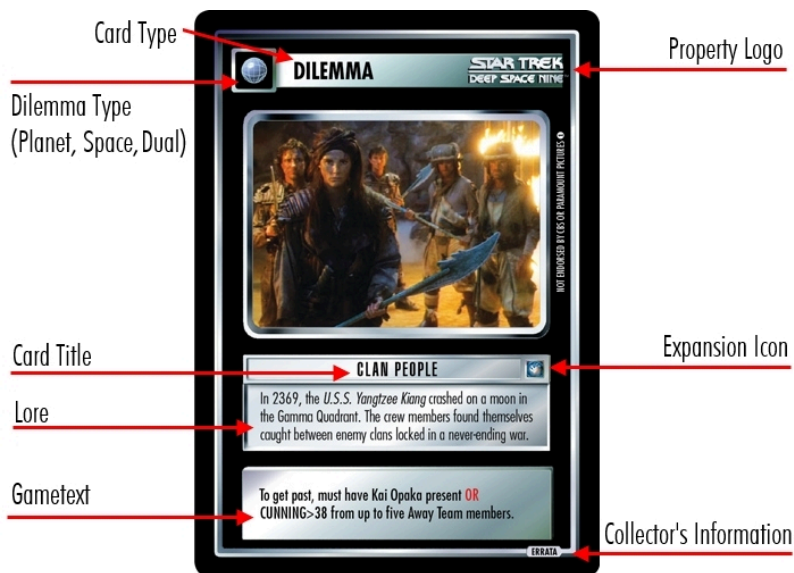 Card Type
Property Logo
DILEMMA
STAR TREK
DEEP SPACE NINE™
Dilemma Type
(Planet, Space, Dual)
NOT ENDORSED BY CBS OR PARAMOUNT PICTURES
Card Title
CLAN PEOPLE
Expansion Icon
Lore
In 2369, the U.S.S. Yangtzee Kiang crashed on a moon in
the Gamma Quadrant. The crew members found themselves
caught between enemy clans locked in a never-ending war.
Gametext
To get past, must have Kai Opaka present OR
CUNNING>38 from up to five Away Team members.
Collector's Information
ERRATA